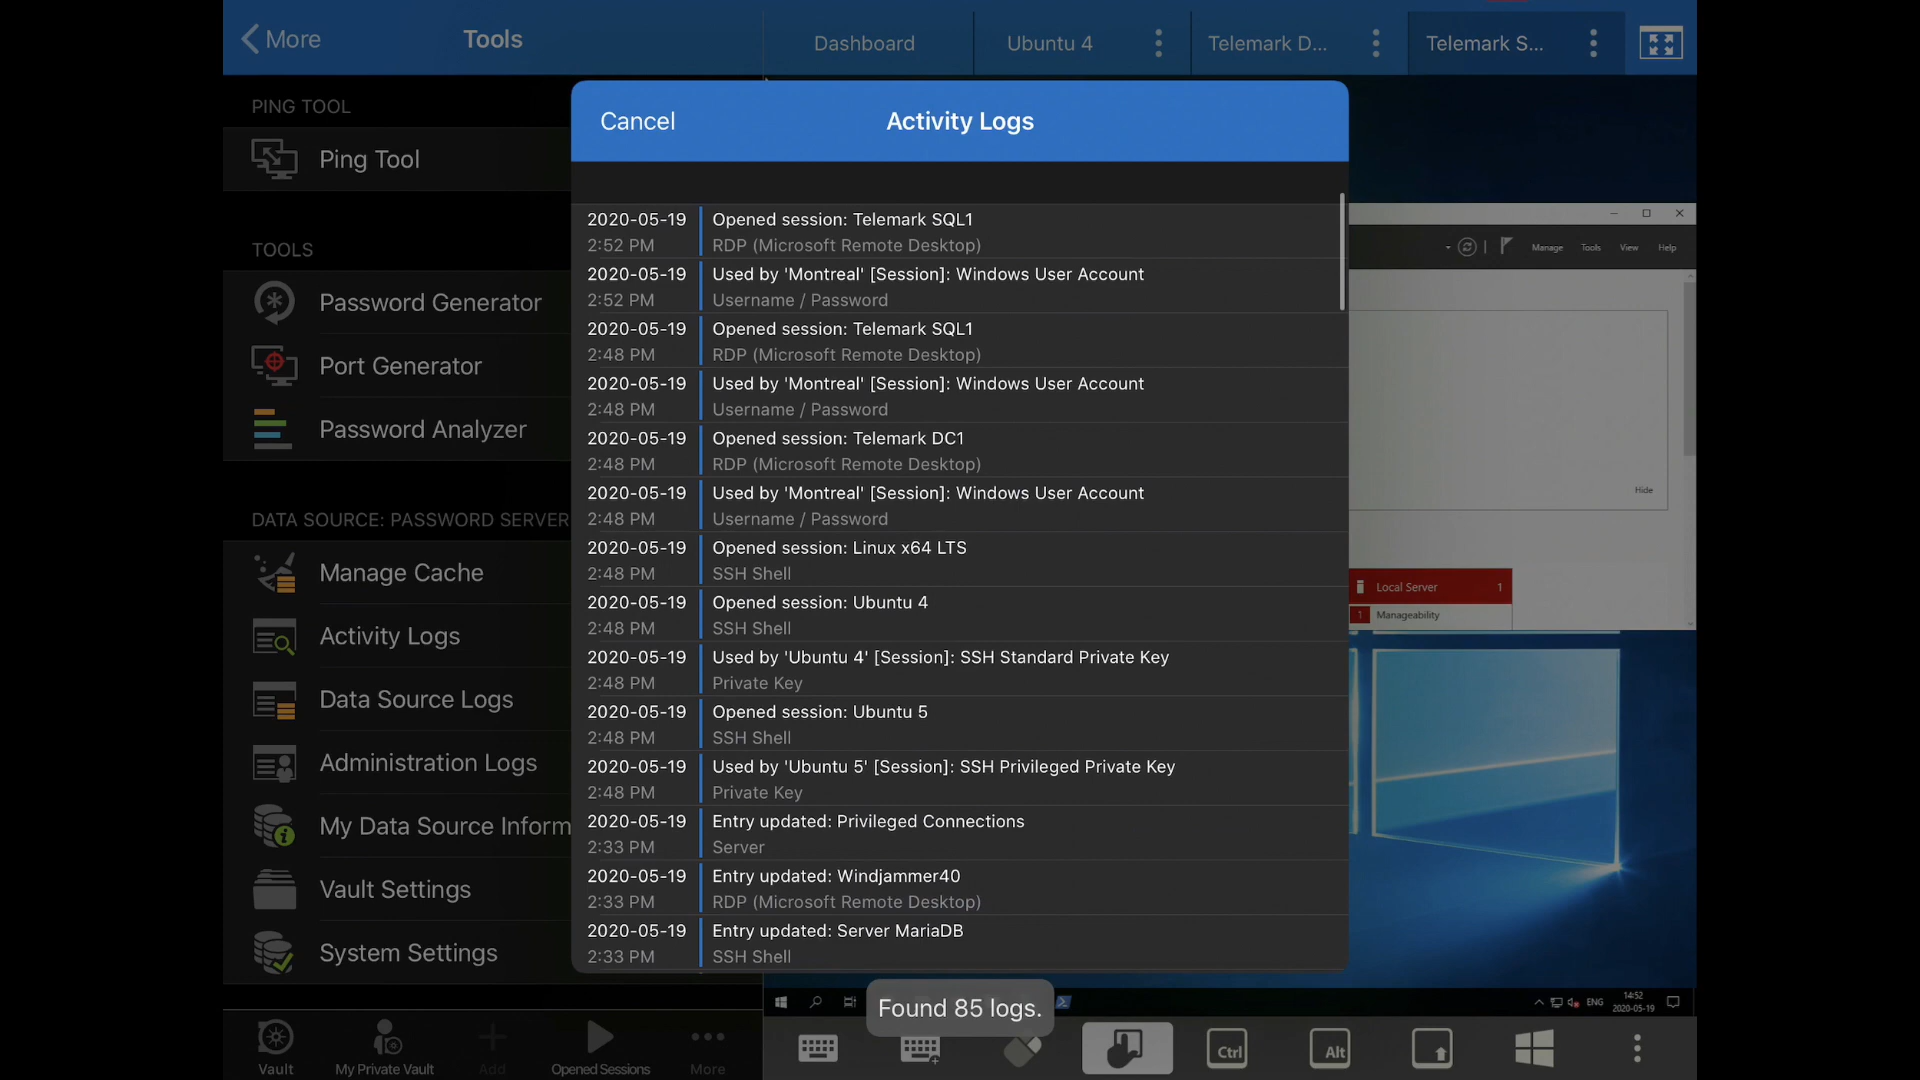 More
Tools
Dashboard
Ubuntu 4
Telemark D...
Telemark S...
PING TOOL
Ping Tool
TOOLS
Password Generator
Port Generator
Password Analyzer
DATA SOURCE: PASSWORD SERVER
Manage Cache
Activity Logs
Data Source Logs
Administration Logs
My Data Source Inform
Vault Settings
System Settings
Cancel
Activity Logs
2020-05-19 Opened session: Telemark SQL1
2:52 PM RDP (Microsoft Remote Desktop)
2020-05-19 Used by 'Montreal' [Session]: Windows User Account
2:52 PM Username / Password
2020-05-19 Opened session: Telemark SQL1
2:48 PM RDP (Microsoft Remote Desktop)
2020-05-19 Used by 'Montreal' [Session]: Windows User Account
2:48 PM Username / Password
2020-05-19 Opened session: Telemark DC1
2:48 PM RDP (Microsoft Remote Desktop)
2020-05-19 Used by 'Montreal' [Session]: Windows User Account
2:48 PM Username / Password
2020-05-19 Opened session: Linux x64 LTS
2:48 PM SSH Shell
2020-05-19 Opened session: Ubuntu 4
2:48 PM SSH Shell
2020-05-19 Used by 'Ubuntu 4' [Session]: SSH Standard Private Key
2:48 PM Private Key
2020-05-19 Opened session: Ubuntu 5
2:48 PM SSH Shell
2020-05-19 Used by 'Ubuntu 5' [Session]: SSH Privileged Private Key
2:48 PM Private Key
2020-05-19 Entry updated: Privileged Connections
2:33 PM Server
2020-05-19 Entry updated: Windjammer40
2:33 PM RDP (Microsoft Remote Desktop)
2020-05-19 Entry updated: Server MariaDB
2:33 PM SSH Shell
Manage Tools View Help
Hide
Local Server 1
1 Manageability
Found 85 logs.
ENG
14:52
2020-05-19
Vault
My Private Vault
Add
Opened Sessions
More
Ctrl
Alt